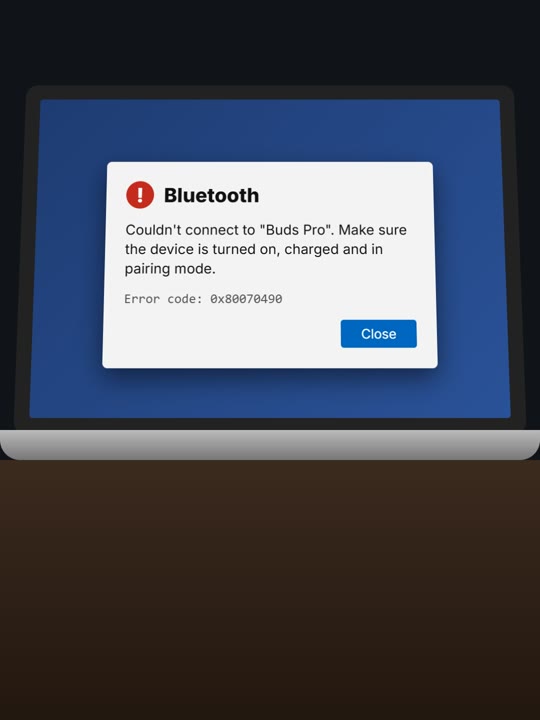 Bluetooth
Couldn't connect to "Buds Pro". Make sure
the device is turned on, charged and in
pairing mode.
Error code: 0x80070490
Close